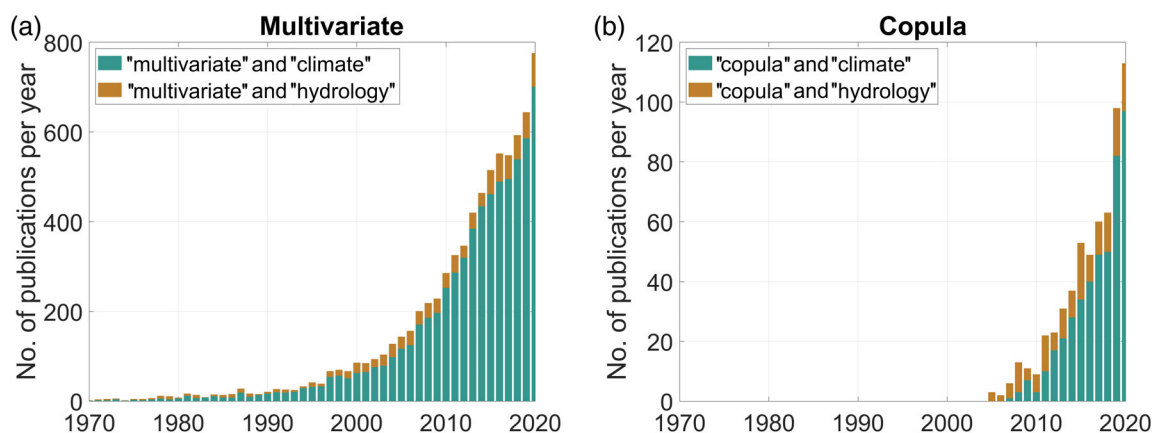 (a)
Multivariate
No. of publications per year
800
600
400
200
0
"multivariate" and "climate"
"multivariate" and "hydrology"
1970 1980 1990 2000 2010 2020
(b)
Copula
No. of publications per year
120
100
80
60
40
20
0
"copula" and "climate"
"copula" and "hydrology"
1970 1980 1990 2000 2010 2020